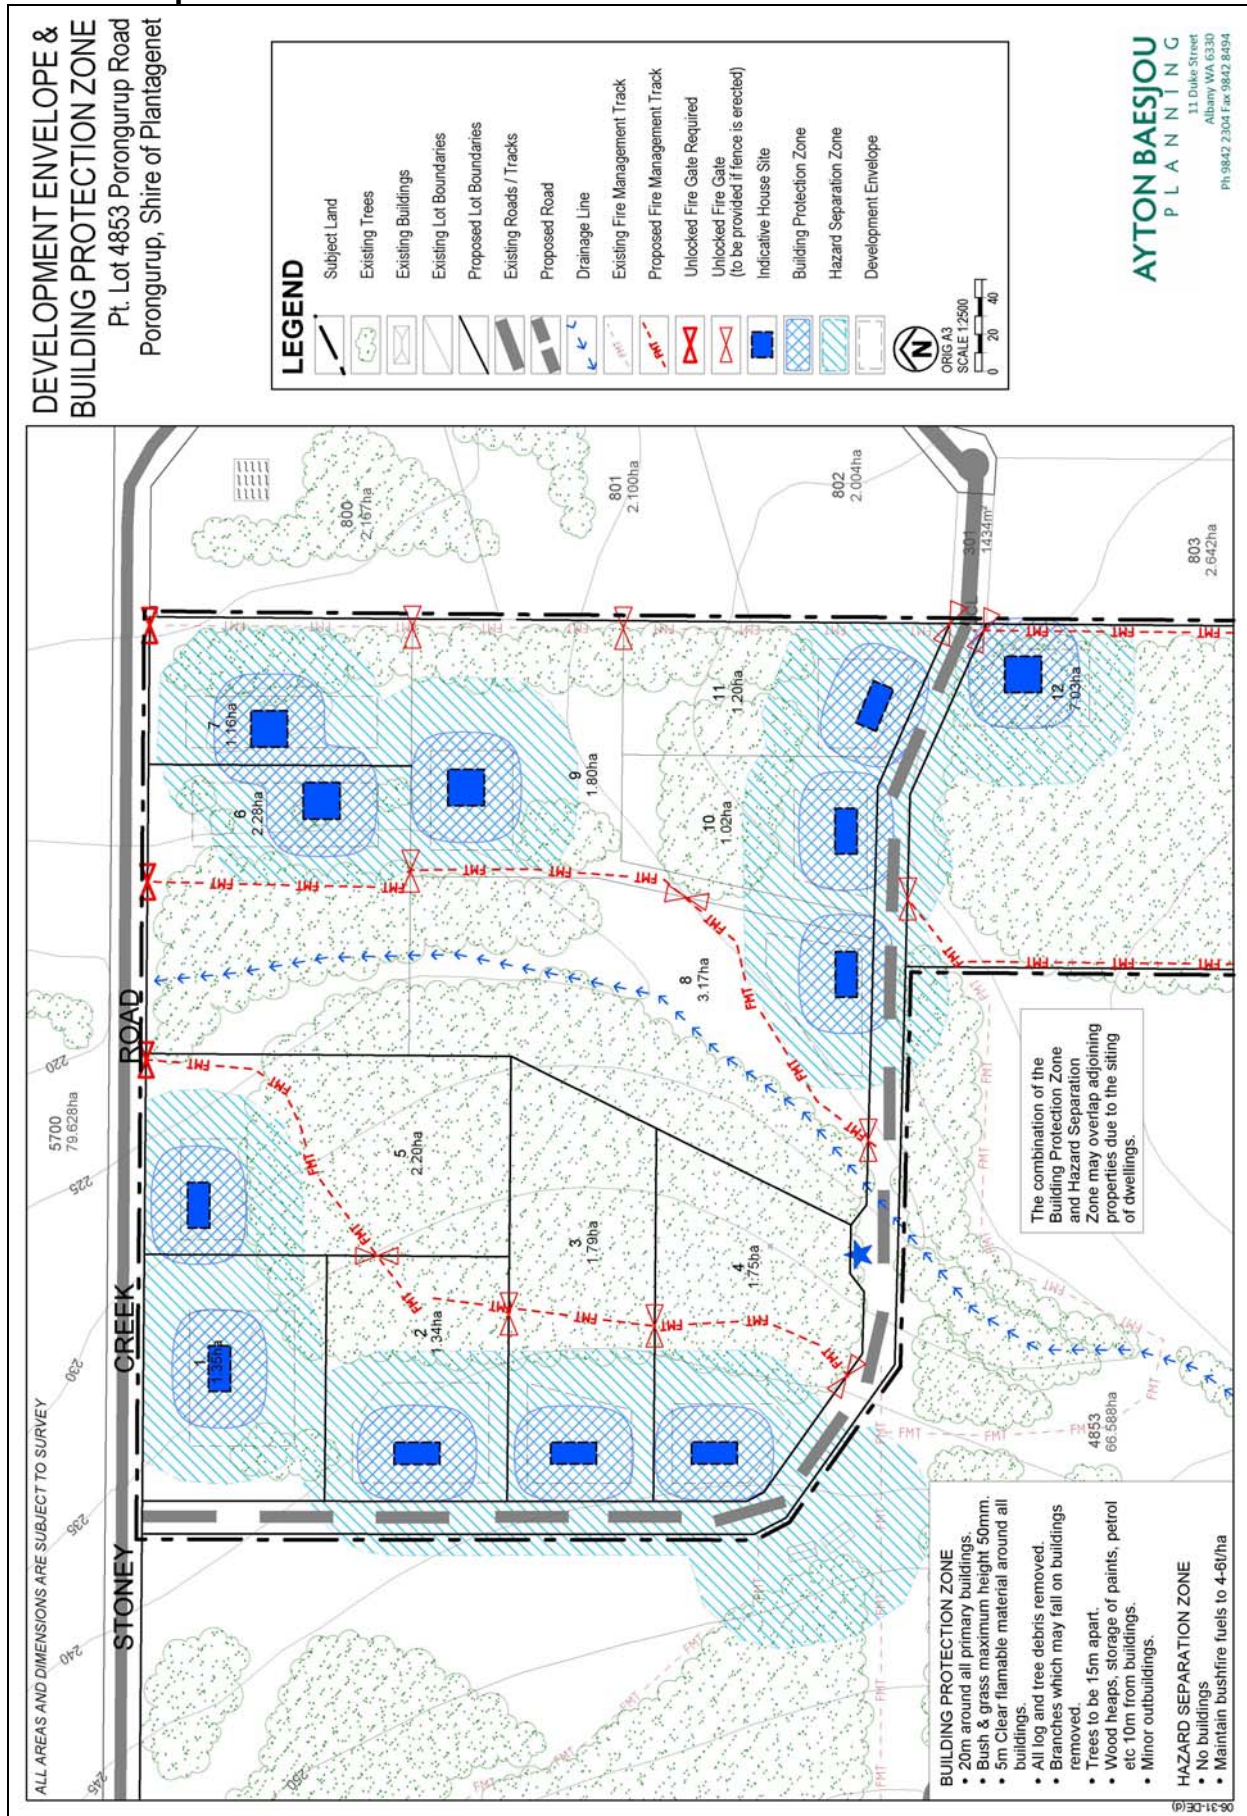 DEVELOPMENT ENVELOPE &
BUILDING PROTECTION ZONE
Pt. Lot 4853 Porongurup Road
Porongurup, Shire of Plantagenet
LEGEND
Subject Land
Existing Trees
Existing Buildings
Existing Lot Boundaries
Proposed Lot Boundaries
Existing Roads / Tracks
Proposed Road
Drainage Line
FMT
Existing Fire Management Track
FMT
Proposed Fire Management Track
Unlocked Fire Gate Required
Unlocked Fire Gate
(to be provided if fence is erected)
Indicative House Site
Building Protection Zone
Hazard Separation Zone
Development Envelope
N
ORIG A3
SCALE 1:2500
0 20 40
AYTON BAESJOU
PLANNING
11 Duke Street
Albany WA 6330
Ph 9842 2304 Fax 9842 8494
ALL AREAS AND DIMENSIONS ARE SUBJECT TO SURVEY
STONEY CREEK ROAD
5700
79.628ha
220
225
230
235
240
245
250
800
2.167ha
801
2.100ha
802
2.004ha
301
1434m²
803
2.642ha
1
1.35ha
2
1.34ha
3
1.79ha
4
1.75ha
5
2.20ha
6
2.28ha
7
1.16ha
8
3.17ha
9
1.80ha
10
1.02ha
11
1.20ha
12
7.03ha
4853
66.588ha
FMT
The combination of the
Building Protection Zone
and Hazard Separation
Zone may overlap adjoining
properties due to the siting
of dwellings.
BUILDING PROTECTION ZONE
• 20m around all primary buildings.
• Bush & grass maximum height 50mm.
• 5m Clear flammable material around all
buildings.
• All log and tree debris removed.
• Branches which may fall on buildings
removed.
• Trees to be 15m apart.
• Wood heaps, storage of paints, petrol
etc 10m from buildings.
• Minor outbuildings.
HAZARD SEPARATION ZONE
• No buildings
• Maintain bushfire fuels to 4-6t/ha
06-31-DE(d)